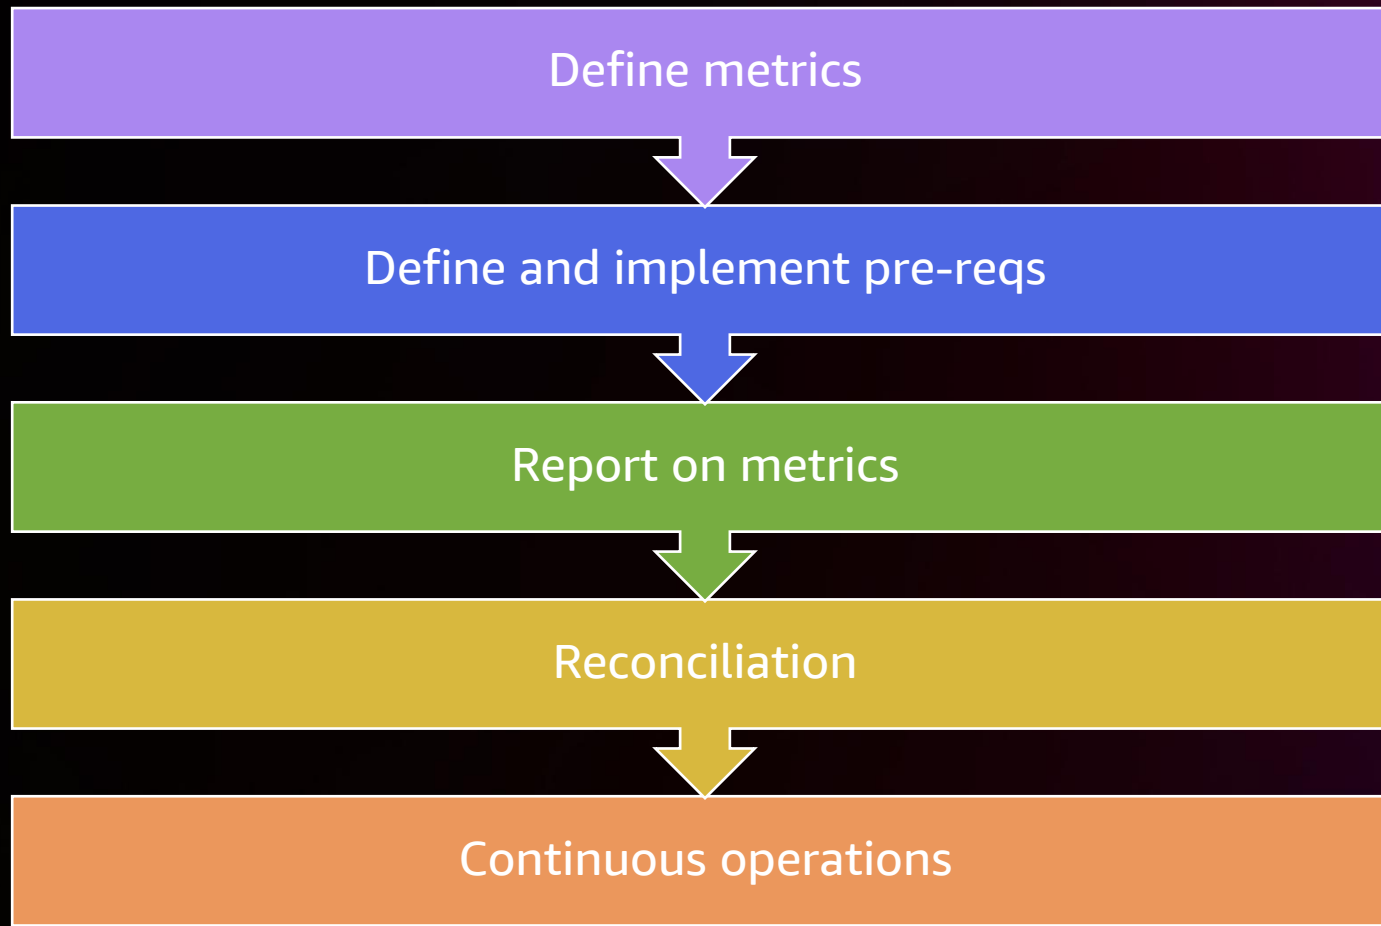 Define metrics
Define and implement pre-reqs
Report on metrics
Reconciliation
Continuous operations